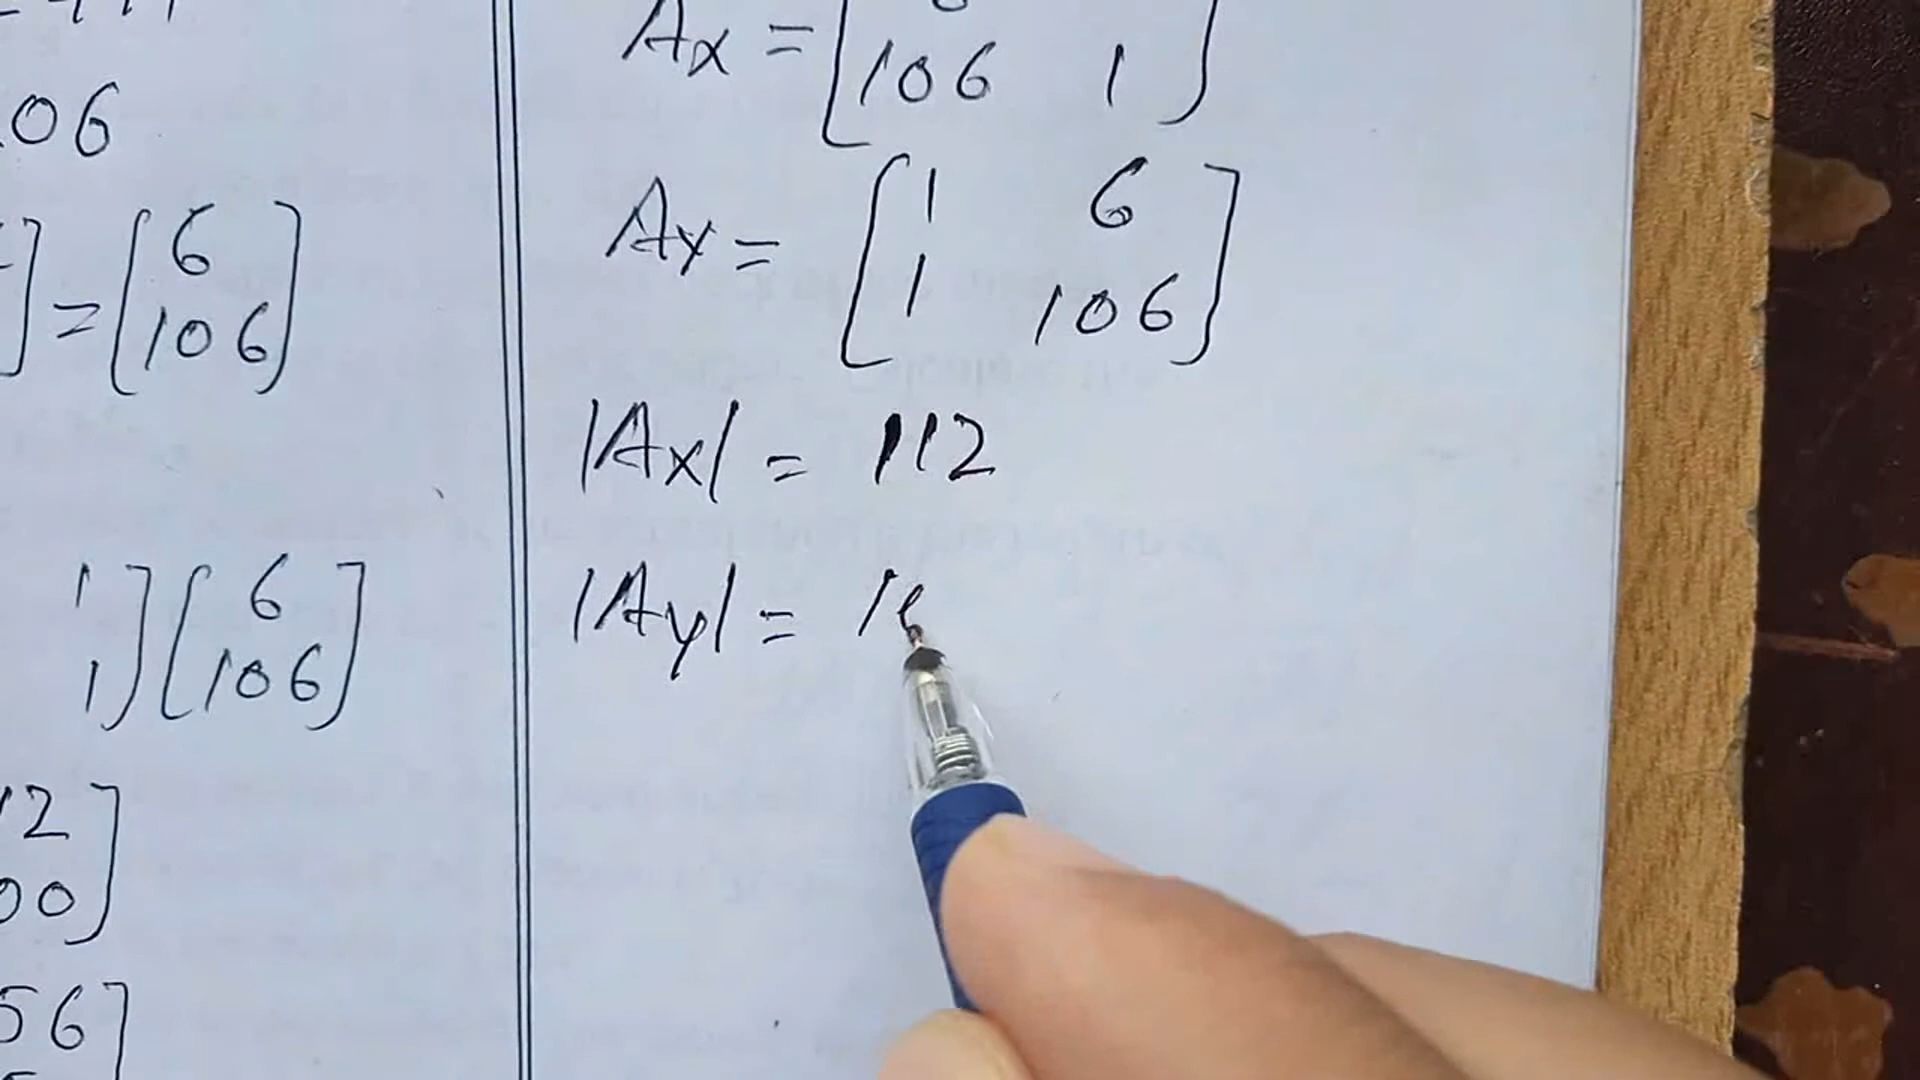 06
] = [6
106]
1] [6
1] [106]
12]
00]
56]
Ax = [
106 1]
Ay = [1 6
1 106]
|Ax| = 112
|Ay| = 1